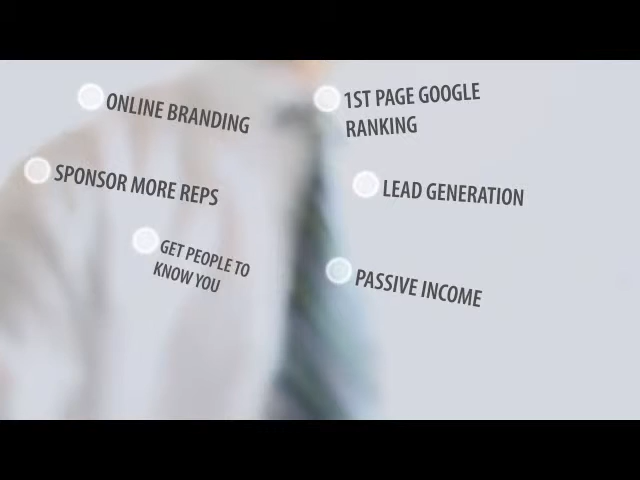 ONLINE BRANDING
1ST PAGE GOOGLE
RANKING
SPONSOR MORE REPS
LEAD GENERATION
GET PEOPLE TO
KNOW YOU
PASSIVE INCOME